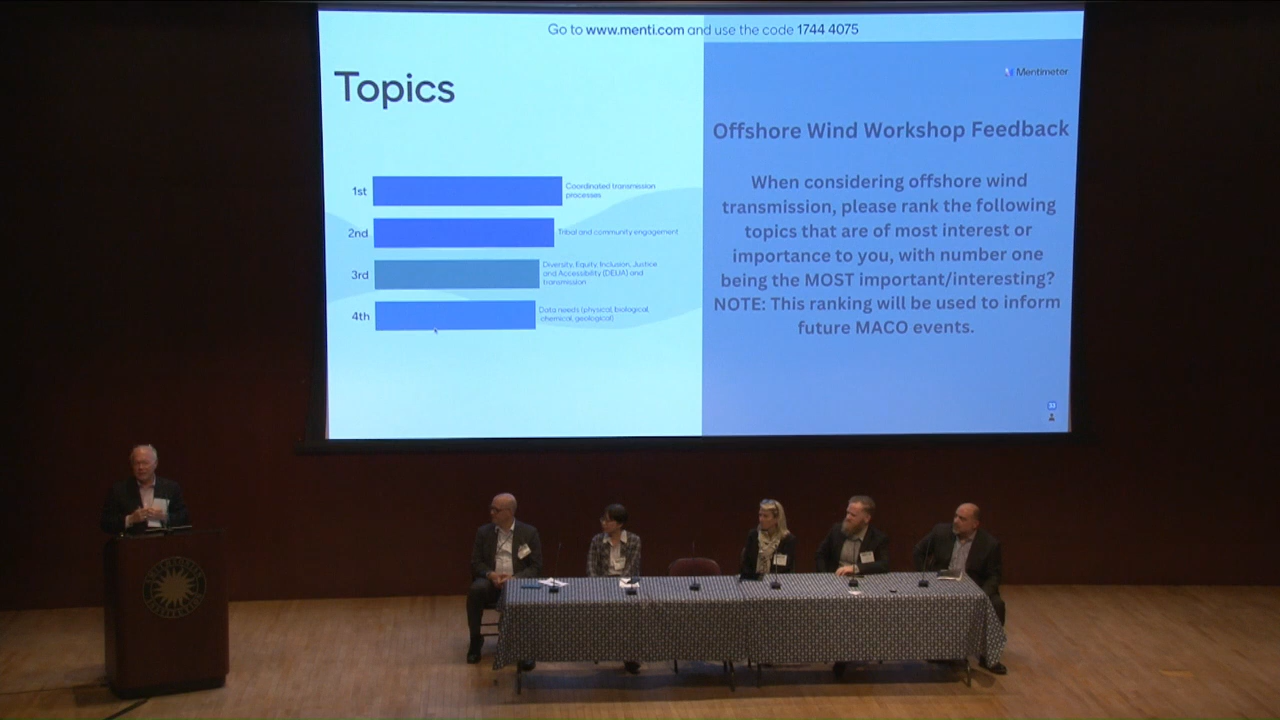 Go to www.menti.com and use the code 1744 4075
Topics
1st
Coordinated transmission
processes
2nd
Tribal and community engagement
3rd
Diversity, Equity Inclusion, Justice
and Accessibility (DEIJA) and
transmission
4th
Data needs (physical, biological,
chemical, geological)
Mentimeter
Offshore Wind Workshop Feedback
When considering offshore wind
transmission, please rank the following
topics that are of most interest or
importance to you, with number one
being the MOST important/interesting?
NOTE: This ranking will be used to inform
future MACO events.
33